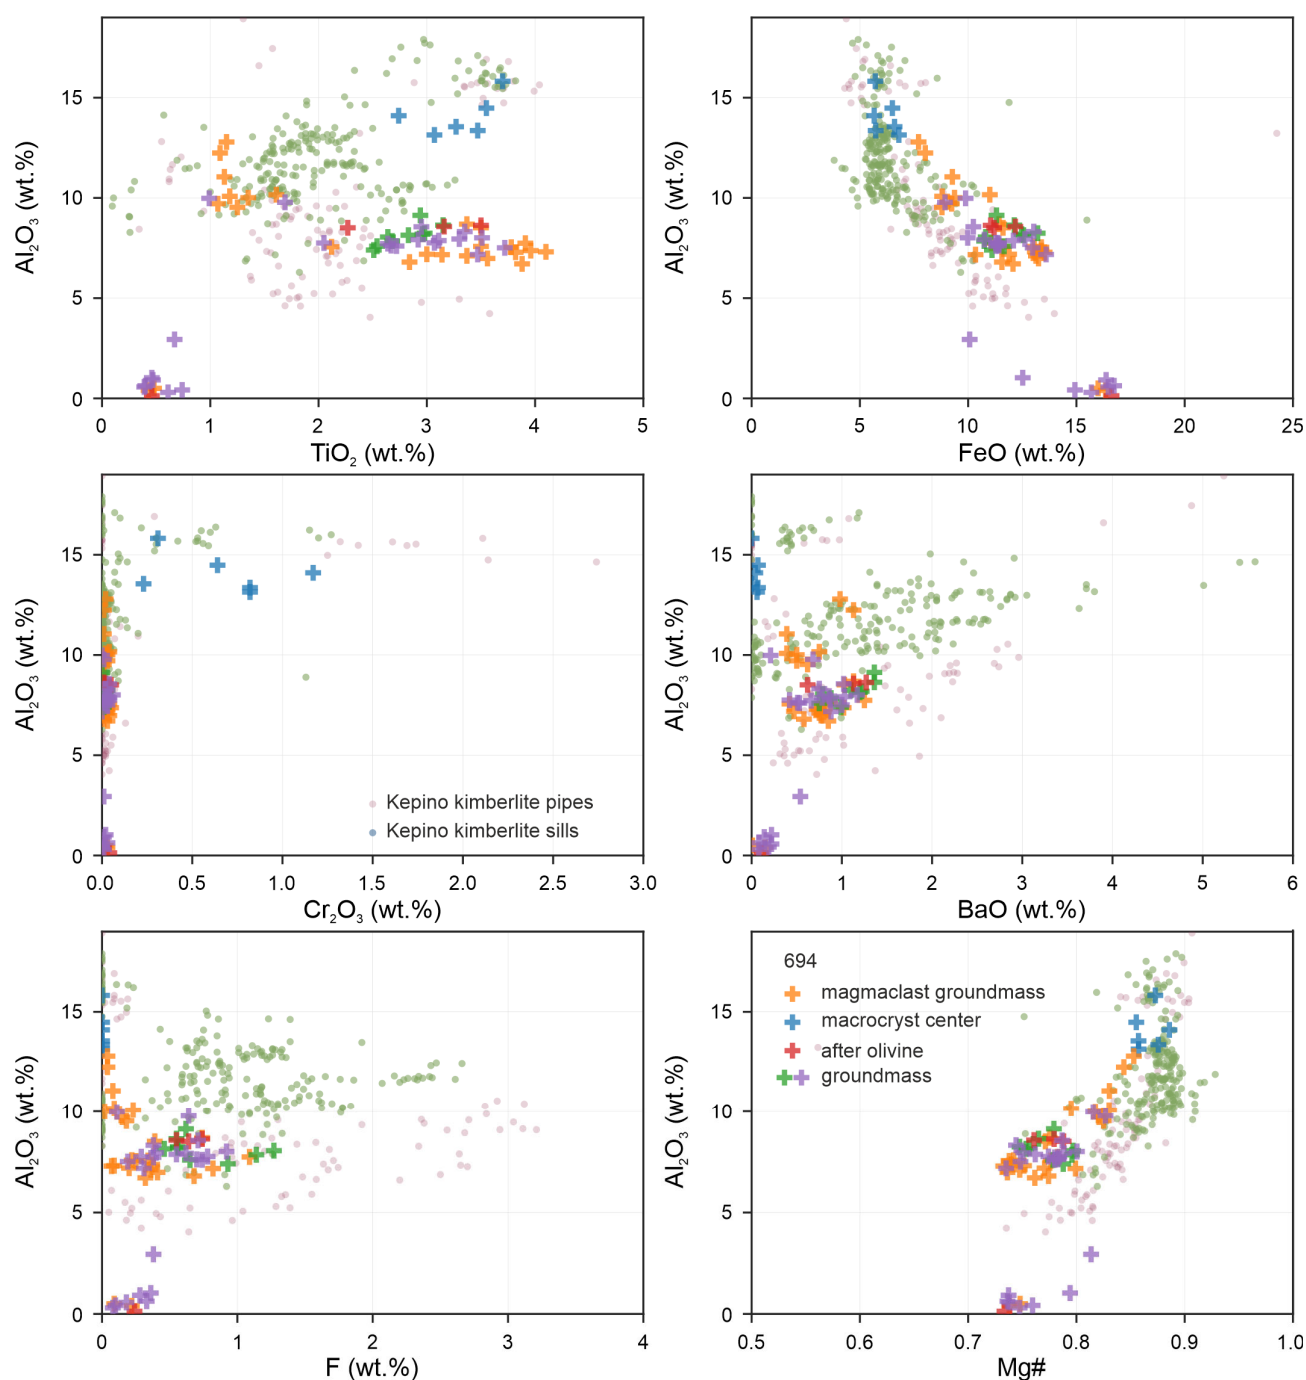 15
10
5
0
Al₂O₃ (wt.%)
0 1 2 3 4 5
TiO₂ (wt.%)
15
10
5
0
Al₂O₃ (wt.%)
0 5 10 15 20 25
FeO (wt.%)
15
10
5
0
Al₂O₃ (wt.%)
Kepino kimberlite pipes
Kepino kimberlite sills
0.0 0.5 1.0 1.5 2.0 2.5 3.0
Cr₂O₃ (wt.%)
15
10
5
0
Al₂O₃ (wt.%)
0 1 2 3 4 5 6
BaO (wt.%)
15
10
5
0
Al₂O₃ (wt.%)
0 1 2 3 4
F (wt.%)
15
10
5
0
Al₂O₃ (wt.%)
694
magmaclast groundmass
macrocryst center
after olivine
groundmass
0.5 0.6 0.7 0.8 0.9 1.0
Mg#